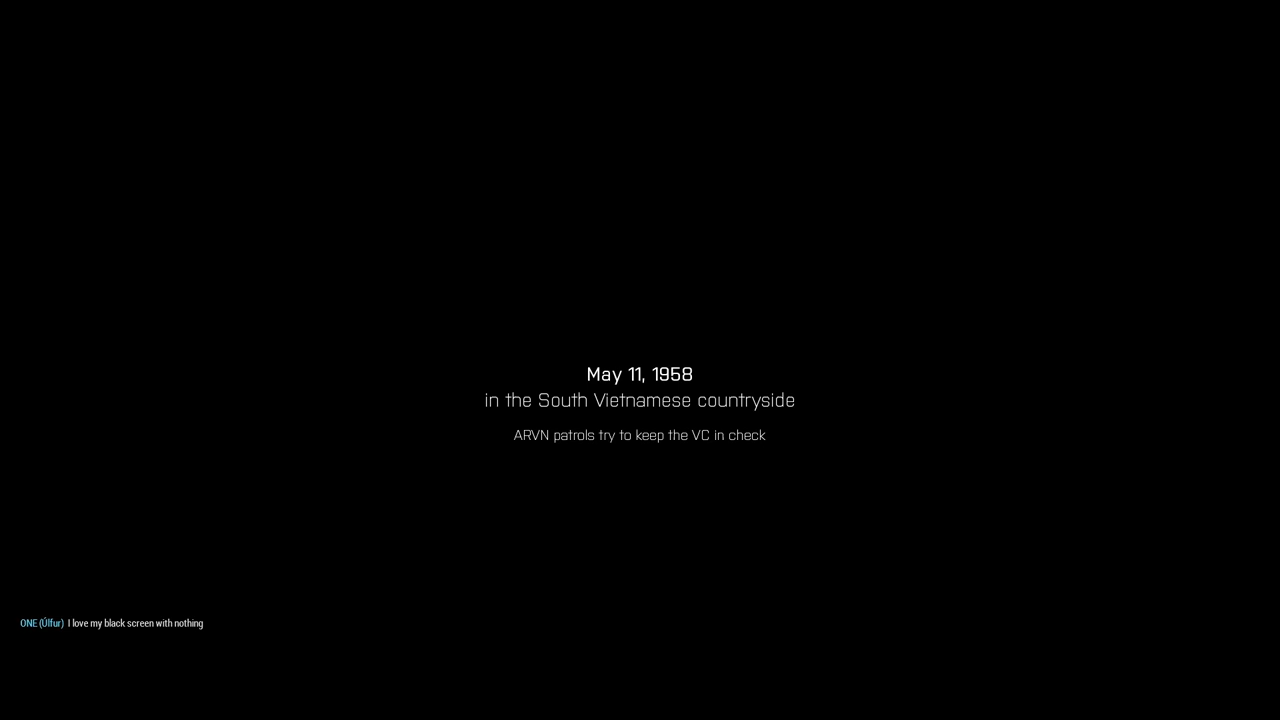 May 11, 1958
in the South Vietnamese countryside
ARVN patrols try to keep the VC in check
ONE (Úlfur) I love my black screen with nothing